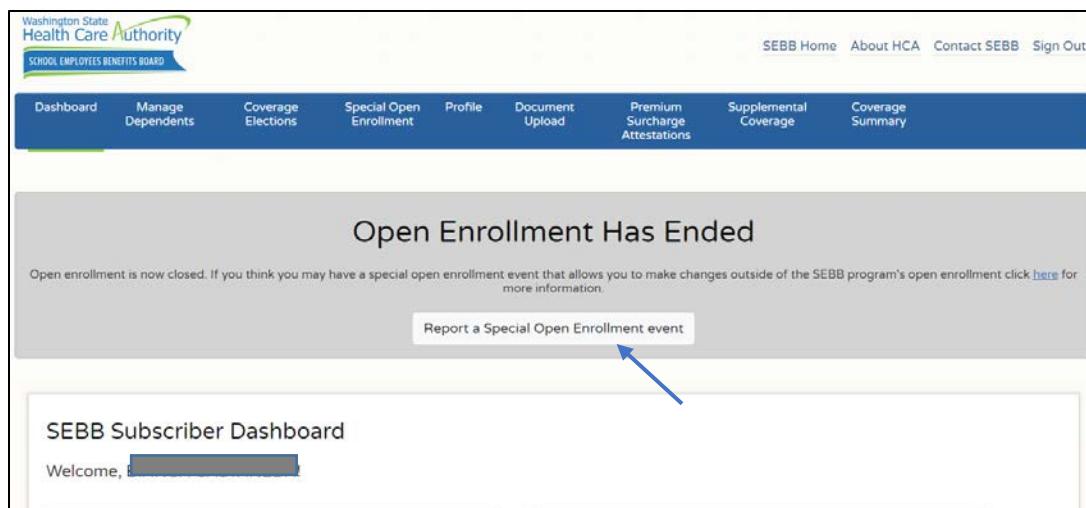 Washington State
Health Care Authority
SCHOOL EMPLOYEES BENEFITS BOARD
SEBB Home About HCA Contact SEBB Sign Out
Dashboard Manage Dependents Coverage Elections Special Open Enrollment Profile Document Upload Premium Surcharge Attestations Supplemental Coverage Coverage Summary
Open Enrollment Has Ended
Open enrollment is now closed. If you think you may have a special open enrollment event that allows you to make changes outside of the SEBB program's open enrollment click here for
more information.
Report a Special Open Enrollment event
SEBB Subscriber Dashboard
Welcome,